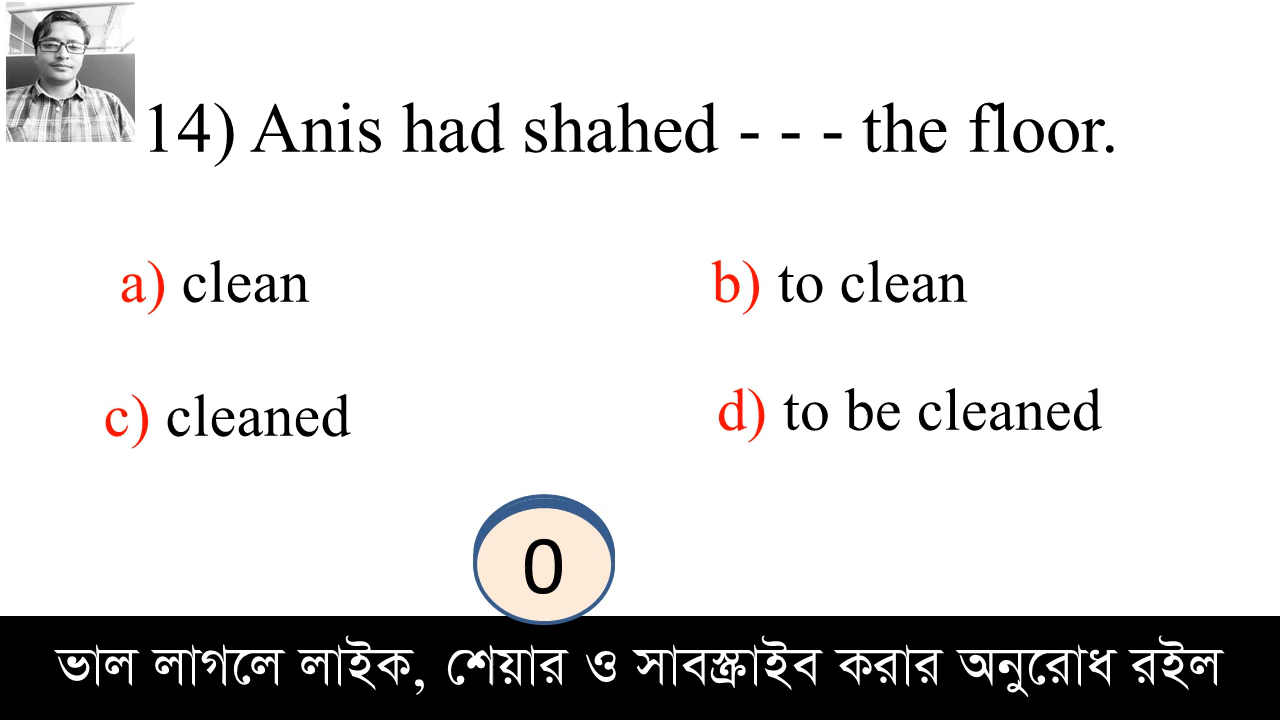 14) Anis had shahed - - - the floor.
a) clean
b) to clean
c) cleaned
d) to be cleaned
0
ভাল লাগলে লাইক, শেয়ার ও সাবস্ক্রাইব করার অনুরোধ রইল